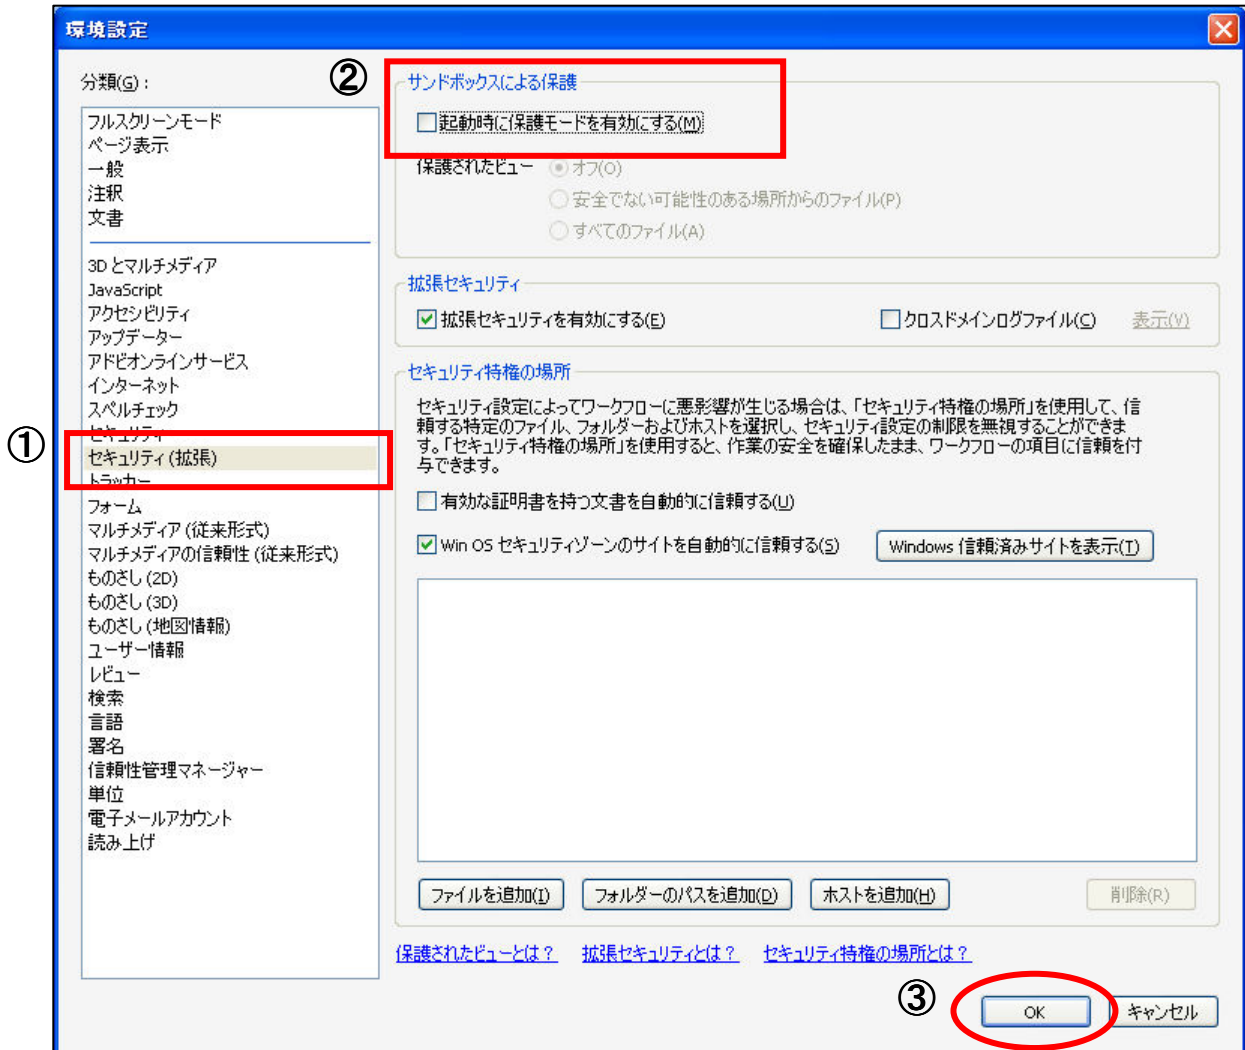 環境設定
分類(G)：
②
サンドボックスによる保護
フルスクリーンモード
ページ表示
一般
注釈
文書
起動時に保護モードを有効にする(M)
保護されたビュー オフ(O)
安全でない可能性のある場所からのファイル(P)
すべてのファイル(A)
3D とマルチメディア
JavaScript
アクセシビリティ
アップデーター
アドビオンラインサービス
インターネット
スペルチェック
セキュリティ
①
セキュリティ (拡張)
トラッカー
フォーム
マルチメディア (従来形式)
マルチメディアの信頼性 (従来形式)
ものさし (2D)
ものさし (3D)
ものさし (地図情報)
ユーザー情報
レビュー
検索
言語
署名
信頼性管理マネージャー
単位
電子メールアカウント
読み上げ
拡張セキュリティ
拡張セキュリティを有効にする(E) クロスドメインログファイル(C) 表示(V)
セキュリティ特権の場所
セキュリティ設定によってワークフローに悪影響が生じる場合は、「セキュリティ特権の場所」を使用して、信
頼する特定のファイル、フォルダーおよびホストを選択し、セキュリティ設定の制限を無視することができま
す。「セキュリティ特権の場所」を使用すると、作業の安全を確保したまま、ワークフローの項目に信頼を付
与できます。
有効な証明書を持つ文書を自動的に信頼する(U)
Win OS セキュリティゾーンのサイトを自動的に信頼する(S) Windows 信頼済みサイトを表示(T)
ファイルを追加(I) フォルダーのパスを追加(D) ホストを追加(H) 削除(R)
保護されたビューとは？ 拡張セキュリティとは？ セキュリティ特権の場所とは？
③
OK キャンセル